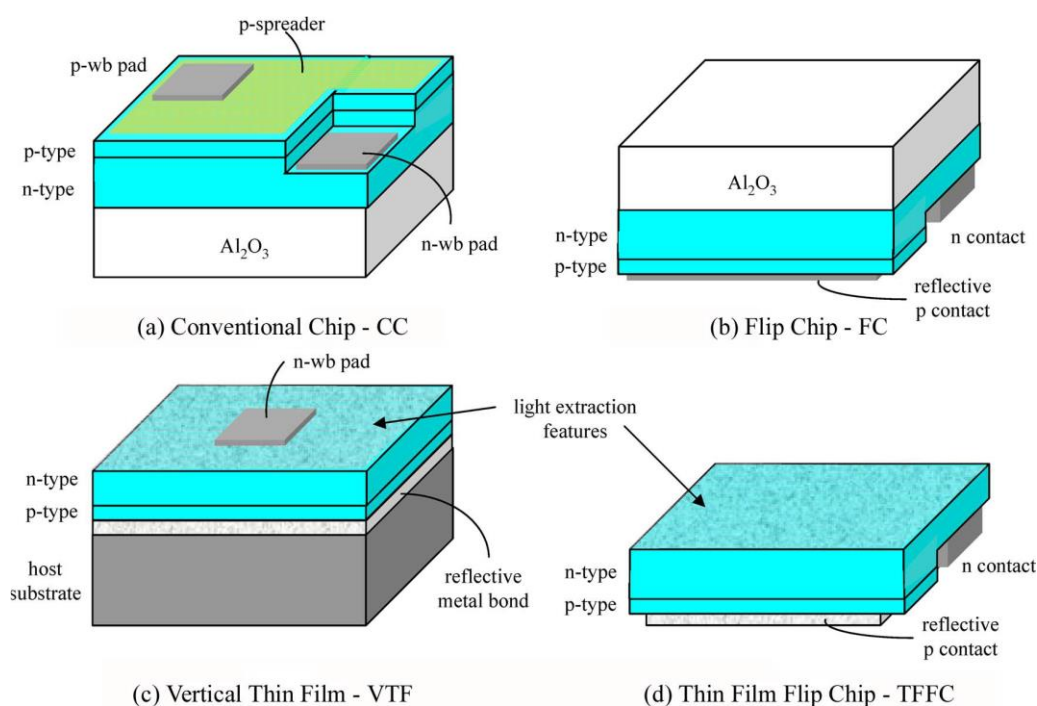 p-spreader
p-wb pad
p-type
n-type
Al₂O₃
n-wb pad
(a) Conventional Chip - CC
Al₂O₃
n-type
p-type
n contact
reflective
p contact
(b) Flip Chip - FC
n-wb pad
light extraction
features
n-type
p-type
host
substrate
reflective
metal bond
(c) Vertical Thin Film - VTF
n-type
p-type
n contact
reflective
p contact
(d) Thin Film Flip Chip - TFFC